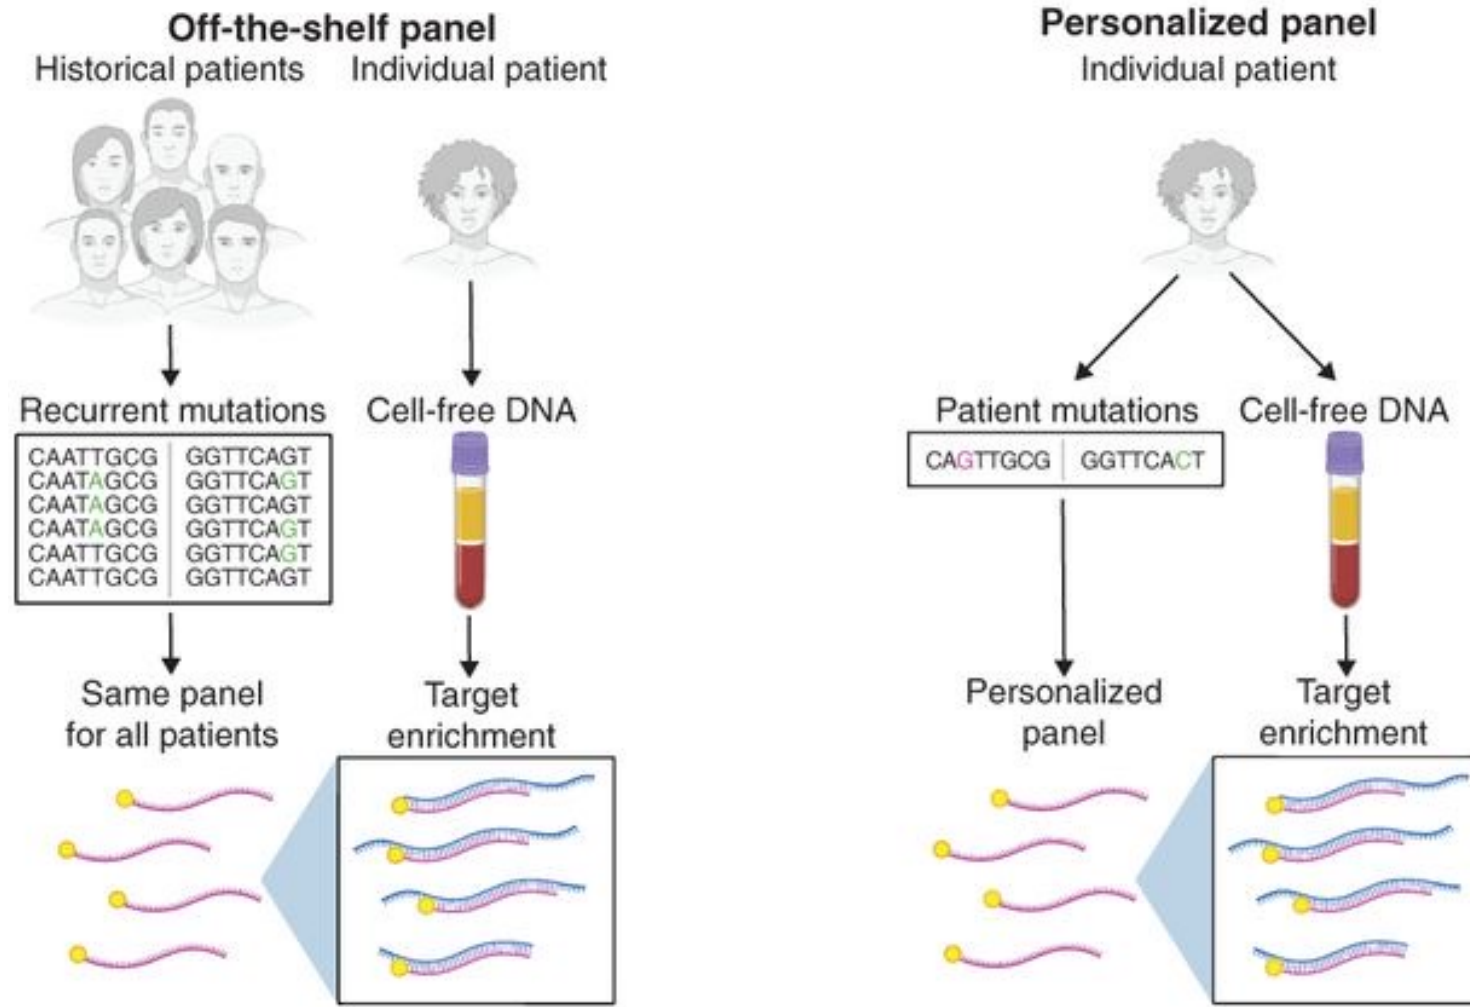 Off-the-shelf panel
Historical patients
Individual patient
Recurrent mutations
CAATTGCG GGTTCAGT
CAATAGCG GGTTCAGT
CAATAGCG GGTTCAGT
CAATAGCG GGTTCAGT
CAATTGCG GGTTCAGT
CAATTGCG GGTTCAGT
Cell-free DNA
Same panel
for all patients
Target
enrichment
Personalized panel
Individual patient
Patient mutations
CAGTTGCG GGTTCACT
Cell-free DNA
Personalized
panel
Target
enrichment